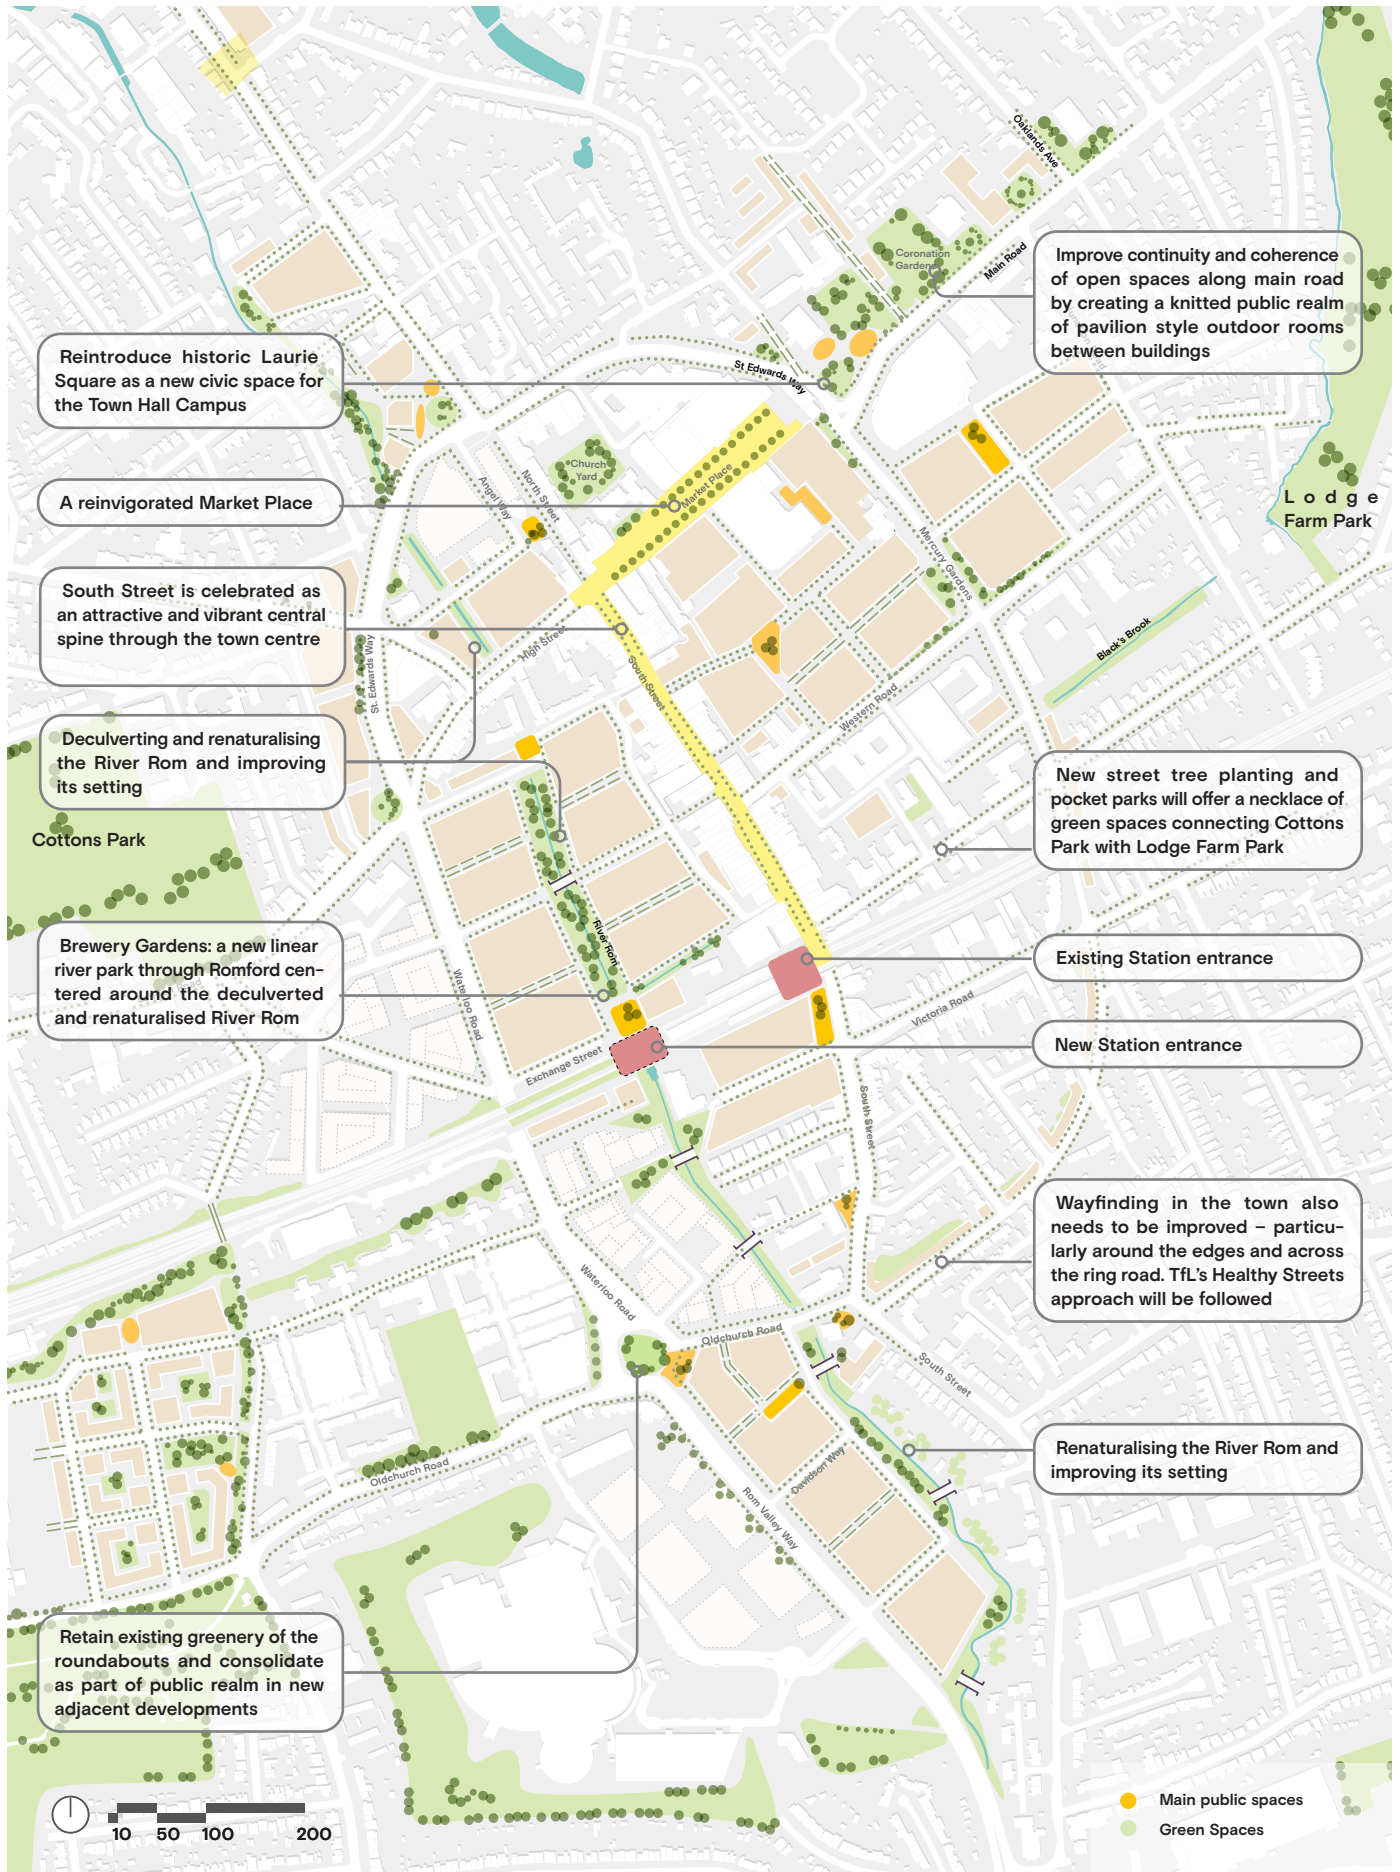 Oaklands Ave
Coronation
Gardens
Main Road
Improve continuity and coherence
of open spaces along main road
by creating a knitted public realm
of pavilion style outdoor rooms
between buildings
Reintroduce historic Laurie
Square as a new civic space for
the Town Hall Campus
St Edwards Way
A reinvigorated Market Place
Church
Yard
Angel Way
North Street
Market Place
Lodge
Farm Park
Mercury Gardens
South Street is celebrated as
an attractive and vibrant central
spine through the town centre
High Street
St. Edwards Way
South Street
Black's Brook
Western Road
Deculverting and renaturalising
the River Rom and improving
its setting
Cottons Park
New street tree planting and
pocket parks will offer a necklace of
green spaces connecting Cottons
Park with Lodge Farm Park
Brewery Gardens: a new linear
river park through Romford cen-
tered around the deculverted
and renaturalised River Rom
Road
River Rom
Waterloo Road
Existing Station entrance
Victoria Road
New Station entrance
Exchange Street
South Street
Wayfinding in the town also
needs to be improved – particu-
larly around the edges and across
the ring road. TfL's Healthy Streets
approach will be followed
Waterloo Road
Oldchurch Road
South Street
Renaturalising the River Rom and
improving its setting
Oldchurch Road
Davidson Way
Rom Valley Way
Retain existing greenery of the
roundabouts and consolidate
as part of public realm in new
adjacent developments
10 50 100 200
Main public spaces
Green Spaces